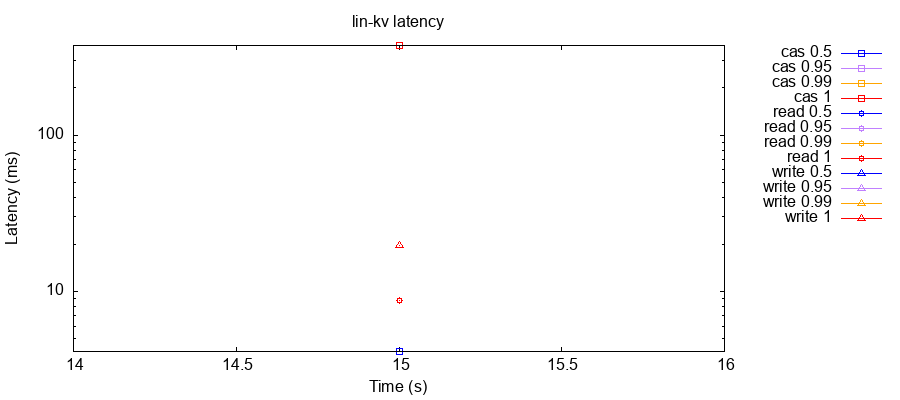 lin-kv latency
cas 0.5
cas 0.95
cas 0.99
cas 1
read 0.5
read 0.95
read 0.99
read 1
write 0.5
write 0.95
write 0.99
write 1
Latency (ms)
100
10
14
14.5
15
15.5
16
Time (s)